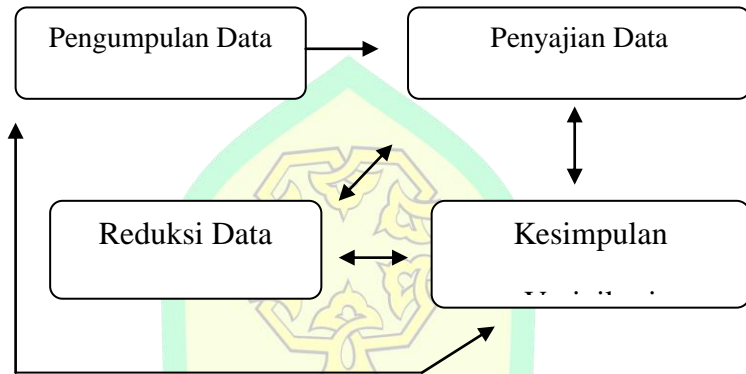 Pengumpulan Data
Penyajian Data
Reduksi Data
Kesimpulan